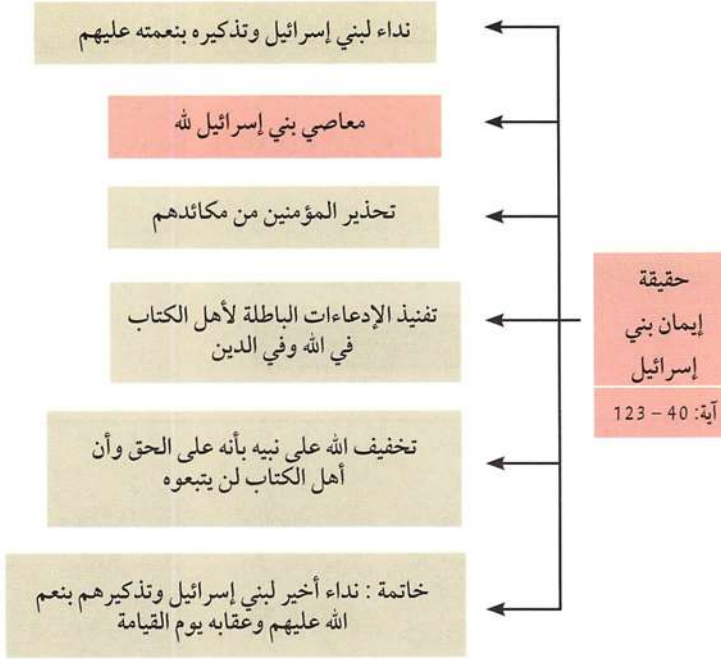 حقيقة
إيمان بني
إسرائيل
آية: 40 – 123
نداء لبني إسرائيل وتذكيره بنعمته عليهم
معاصي بني إسرائيل لله
تحذير المؤمنين من مكائدهم
تفنيذ الإدعاءات الباطلة لأهل الكتاب
في الله وفي الدين
تخفيف الله على نبيه بأنه على الحق وأن
أهل الكتاب لن يتبعوه
خاتمة : نداء أخير لبني إسرائيل وتذكيرهم بنعم
الله عليهم وعقابه يوم القيامة